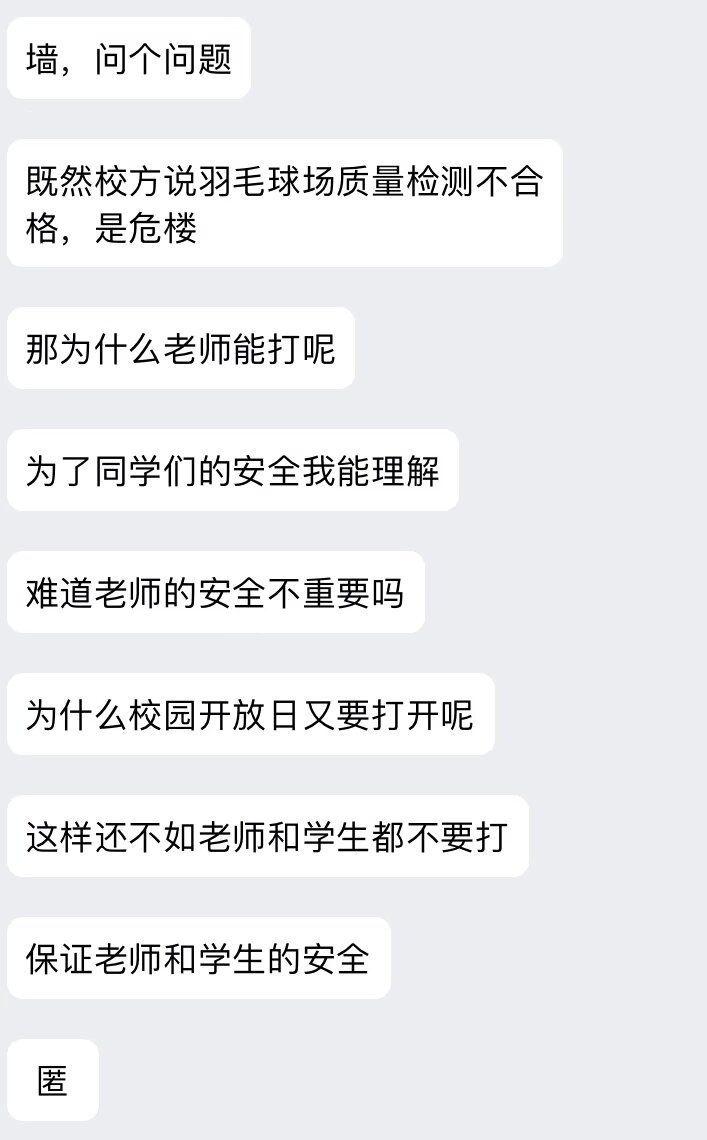 墙，问个问题
既然校方说羽毛球场质量检测不合
格，是危楼
那为什么老师能打呢
为了同学们的安全我能理解
难道老师的安全不重要吗
为什么校园开放日又要打开呢
这样还不如老师和学生都不要打
保证老师和学生的安全
匿